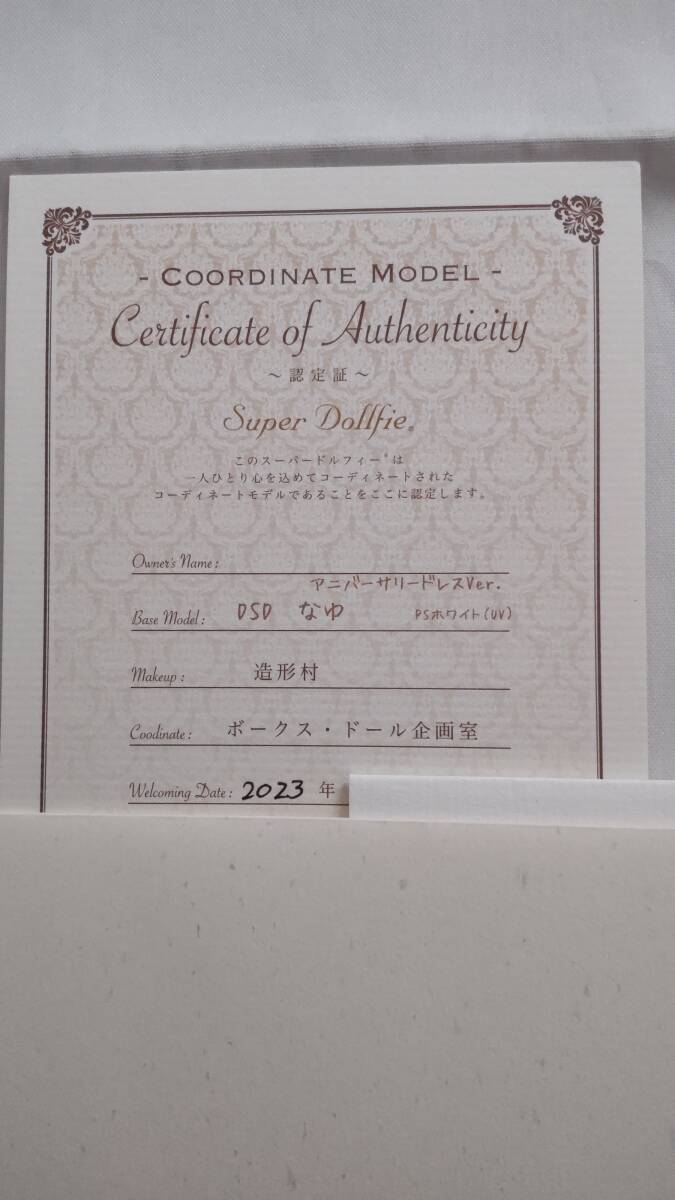 - COORDINATE MODEL -
Certificate of Authenticity
～認定証～
Super Dollfie®
このスーパードルフィー®は
一人ひとり心を込めてコーディネートされた
コーディネートモデルであることをここに認定します。
Owner's Name:
アニバーサリードレスVer.
Base Model: DSD なゆ PSホワイト(UV)
Makeup: 造形村
Coodinate: ボークス・ドール企画室
Welcoming Date: 2023 年